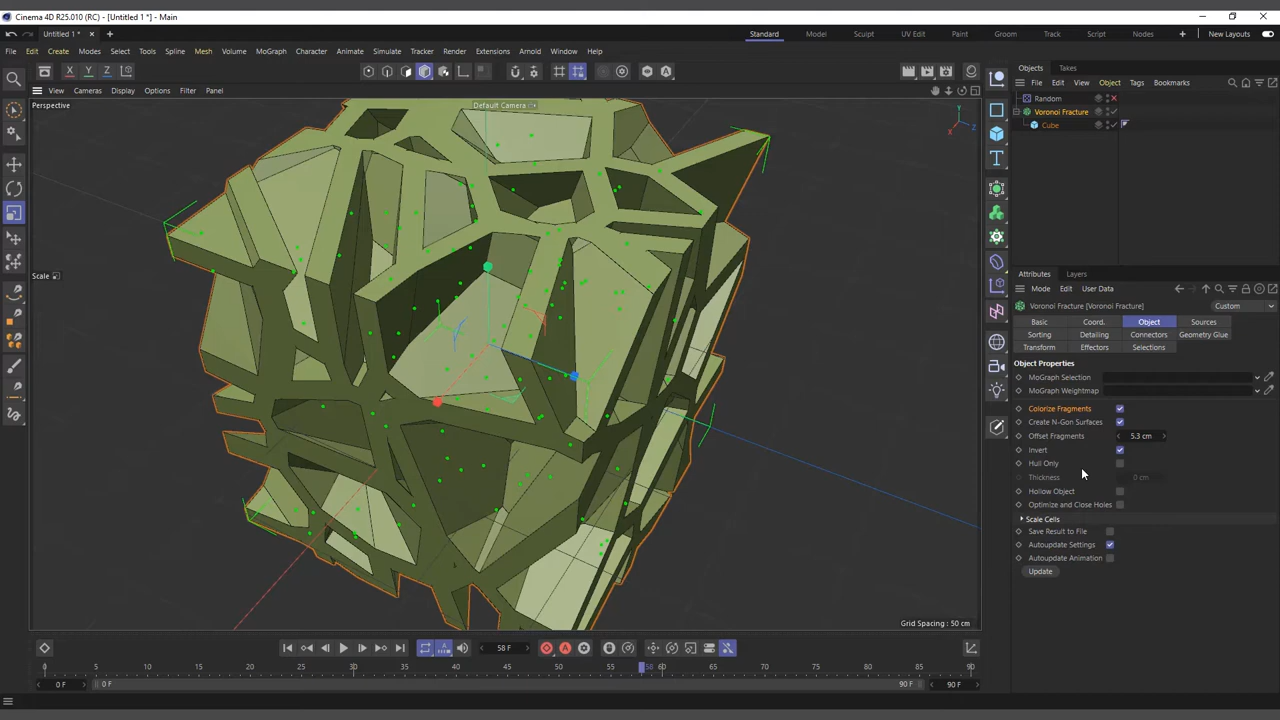 Cinema 4D R25.010 (RC) - [Untitled 1 *] - Main
Untitled 1 *
Standard Model Sculpt UV Edit Paint Groom Track Script Nodes New Layouts
File Edit Create Modes Select Tools Spline Mesh Volume MoGraph Character Animate Simulate Tracker Render Extensions Arnold Window Help
X Y Z
Objects Takes
File Edit View Object Tags Bookmarks
View Cameras Display Options Filter Panel
Perspective
Default Camera
Random
Voronoi Fracture
Cube
Y
X
Z
Scale
Attributes Layers
Mode Edit User Data
Voronoi Fracture [Voronoi Fracture]
Custom
Basic Coord. Object Sources
Sorting Detailing Connectors Geometry Glue
Transform Effectors Selections
Object Properties
MoGraph Selection
MoGraph Weightmap
Colorize Fragments
Create N-Gon Surfaces
Offset Fragments 5.3 cm
Invert
Hull Only
Thickness 0 cm
Hollow Object
Optimize and Close Holes
Scale Cells
Save Result to File
Autoupdate Settings
Autoupdate Animation
Update
Grid Spacing : 50 cm
58 F
0 5 10 15 20 25 30 35 40 45 50 55 58 60 65 70 75 80 85 90
0 F 0 F 90 F 90 F